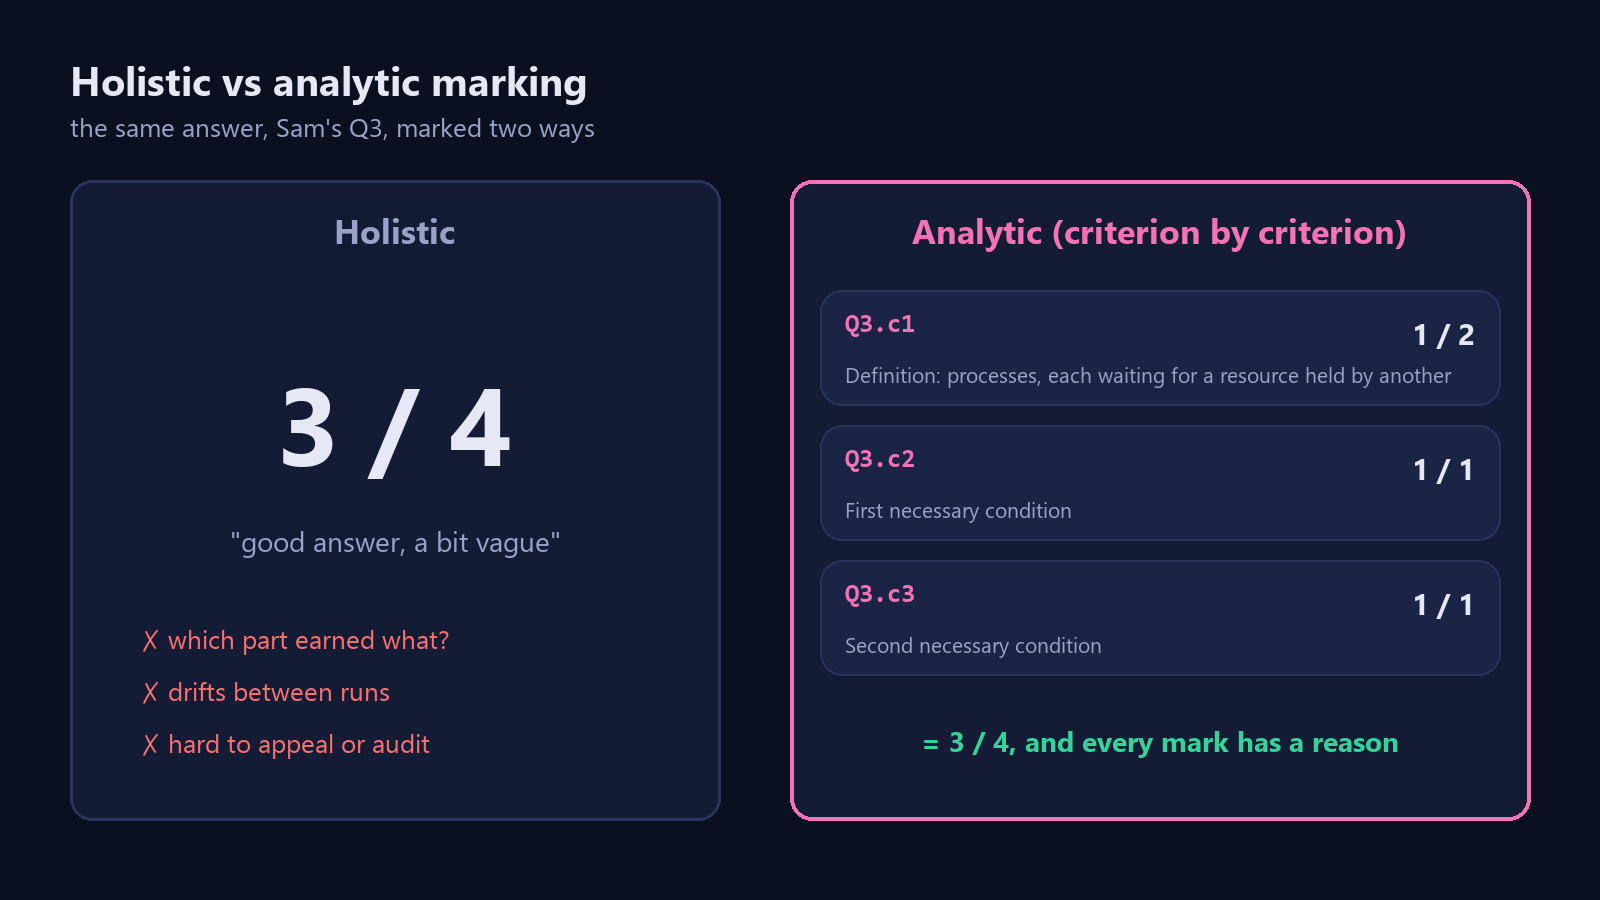 Holistic vs analytic marking
the same answer, Sam's Q3, marked two ways
Holistic
3 / 4
"good answer, a bit vague"
✗ which part earned what?
✗ drifts between runs
✗ hard to appeal or audit
Analytic (criterion by criterion)
Q3.c1
1 / 2
Definition: processes, each waiting for a resource held by another
Q3.c2
1 / 1
First necessary condition
Q3.c3
1 / 1
Second necessary condition
= 3 / 4, and every mark has a reason